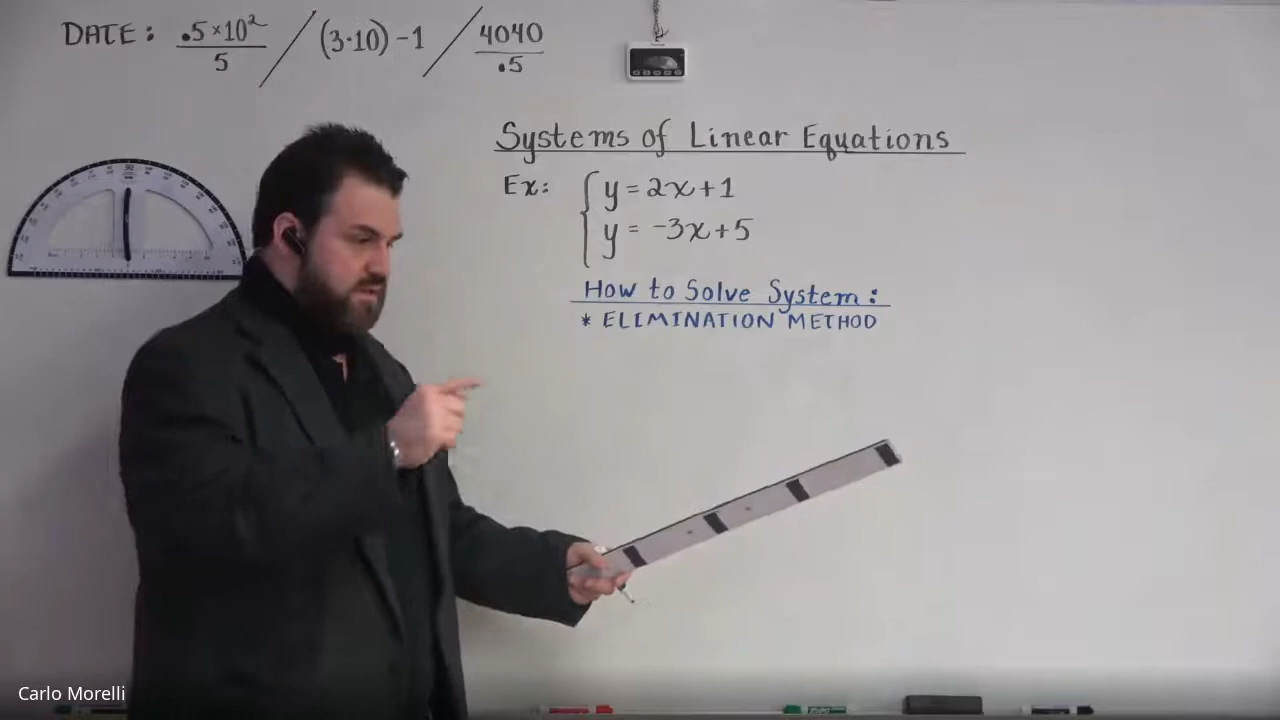 DATE: .5×10²/5 / (3·10)-1 / 4040/.5
Systems of Linear Equations
Ex: { y = 2x+1
y = -3x+5
How to Solve System:
* ELIMINATION METHOD
Carlo Morelli